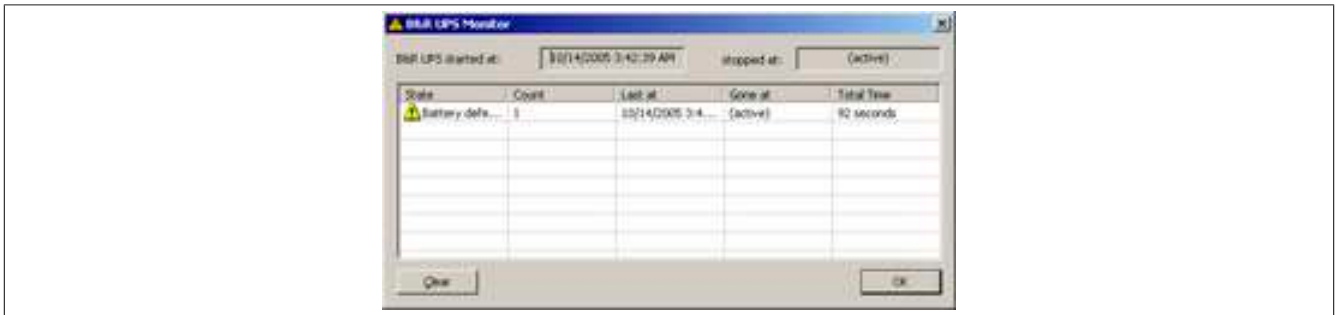 B&R UPS Monitor
B&R UPS started at: 10/14/2005 3:42:39 AM stopped at: (active)
State Count Last at Gone at Total Time
Battery defe... 1 10/14/2005 3:4... (active) 92 seconds
Clear OK